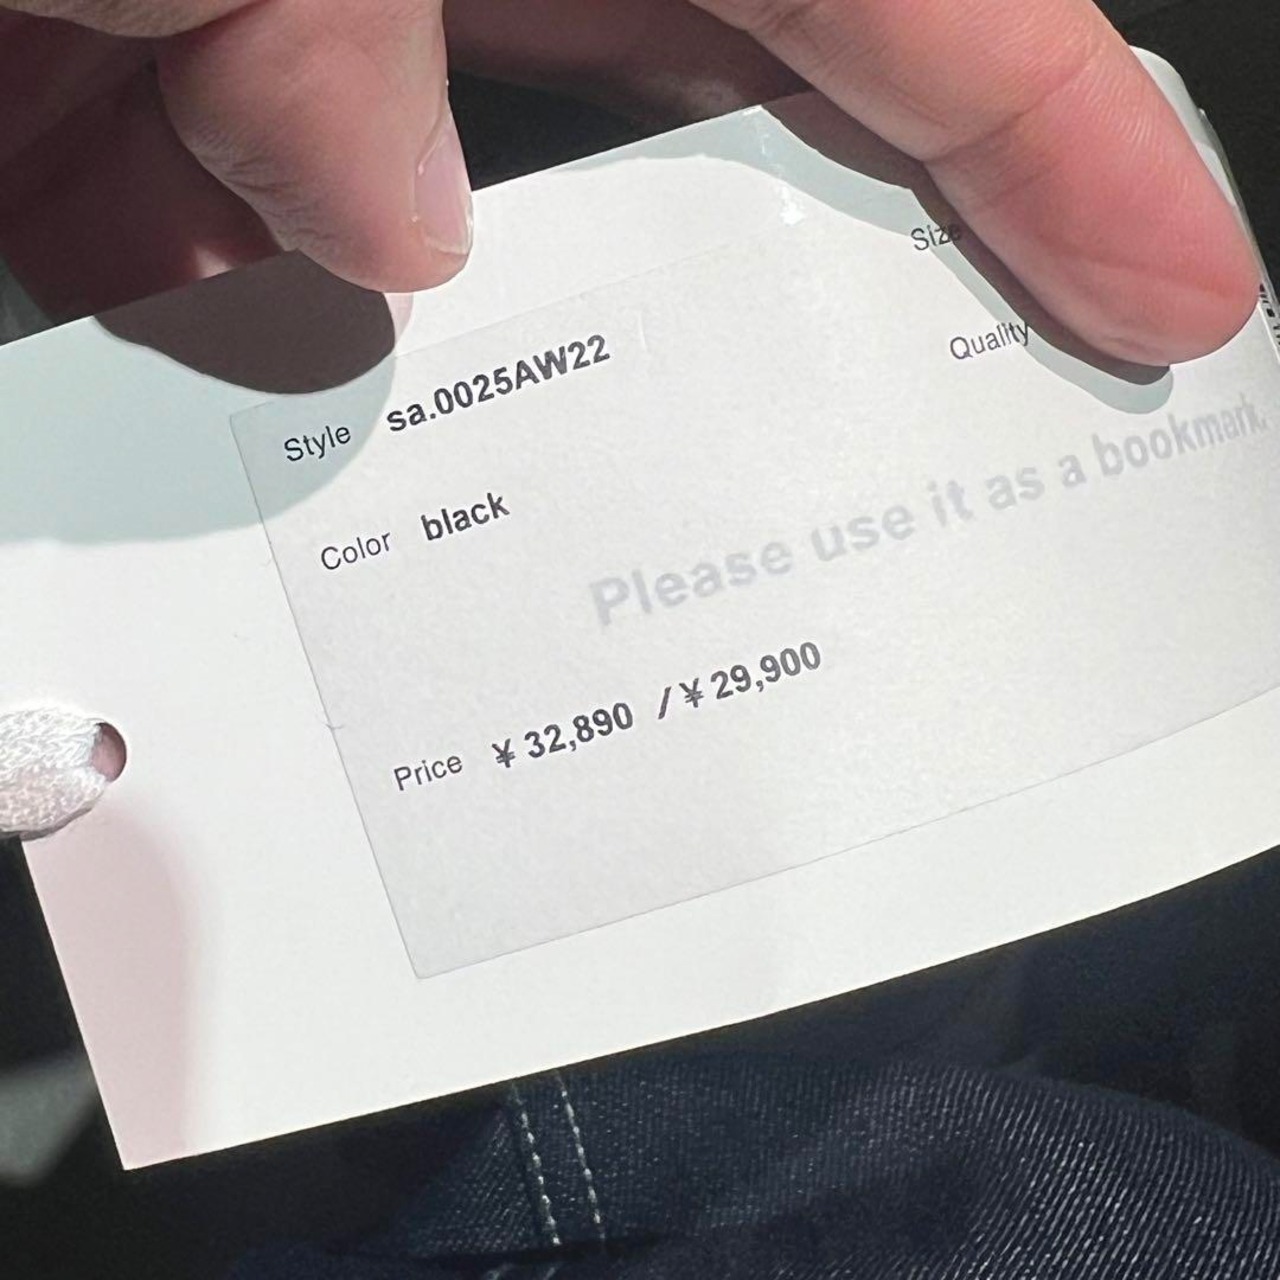 Style sa.0025AW22
Size
Color black
Quality
Please use it as a bookmark.
Price ¥ 32,890 / ¥ 29,900